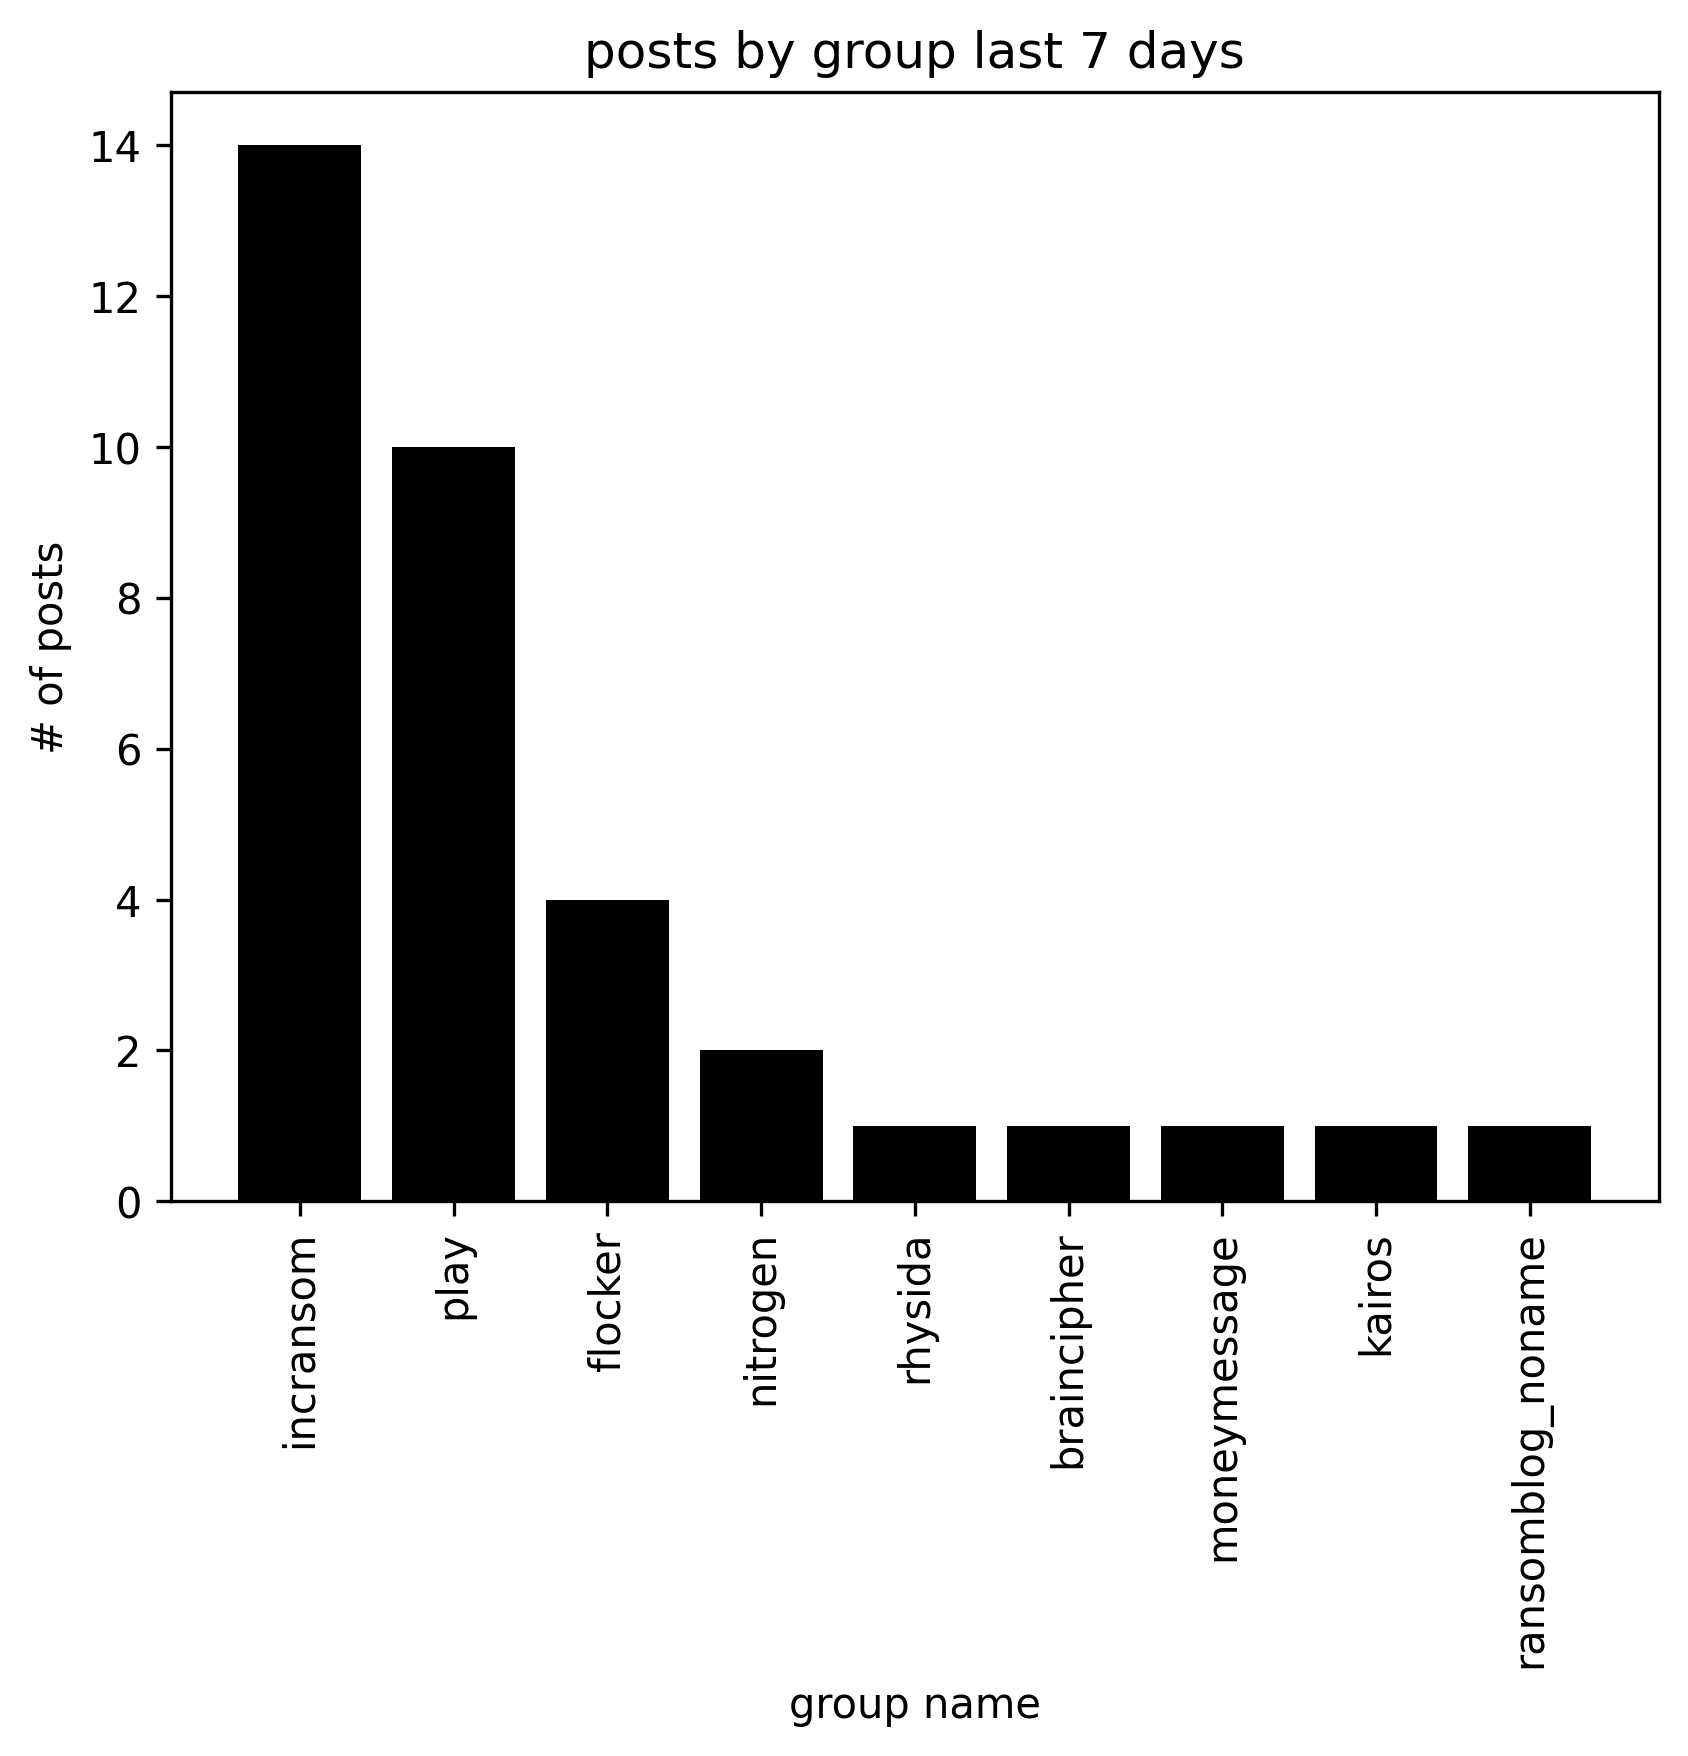 posts by group last 7 days
14
12
10
8
6
4
2
0
# of posts
incransom
play
flocker
nitrogen
rhysida
braincipher
moneymessage
kairos
ransomblog_noname
group name